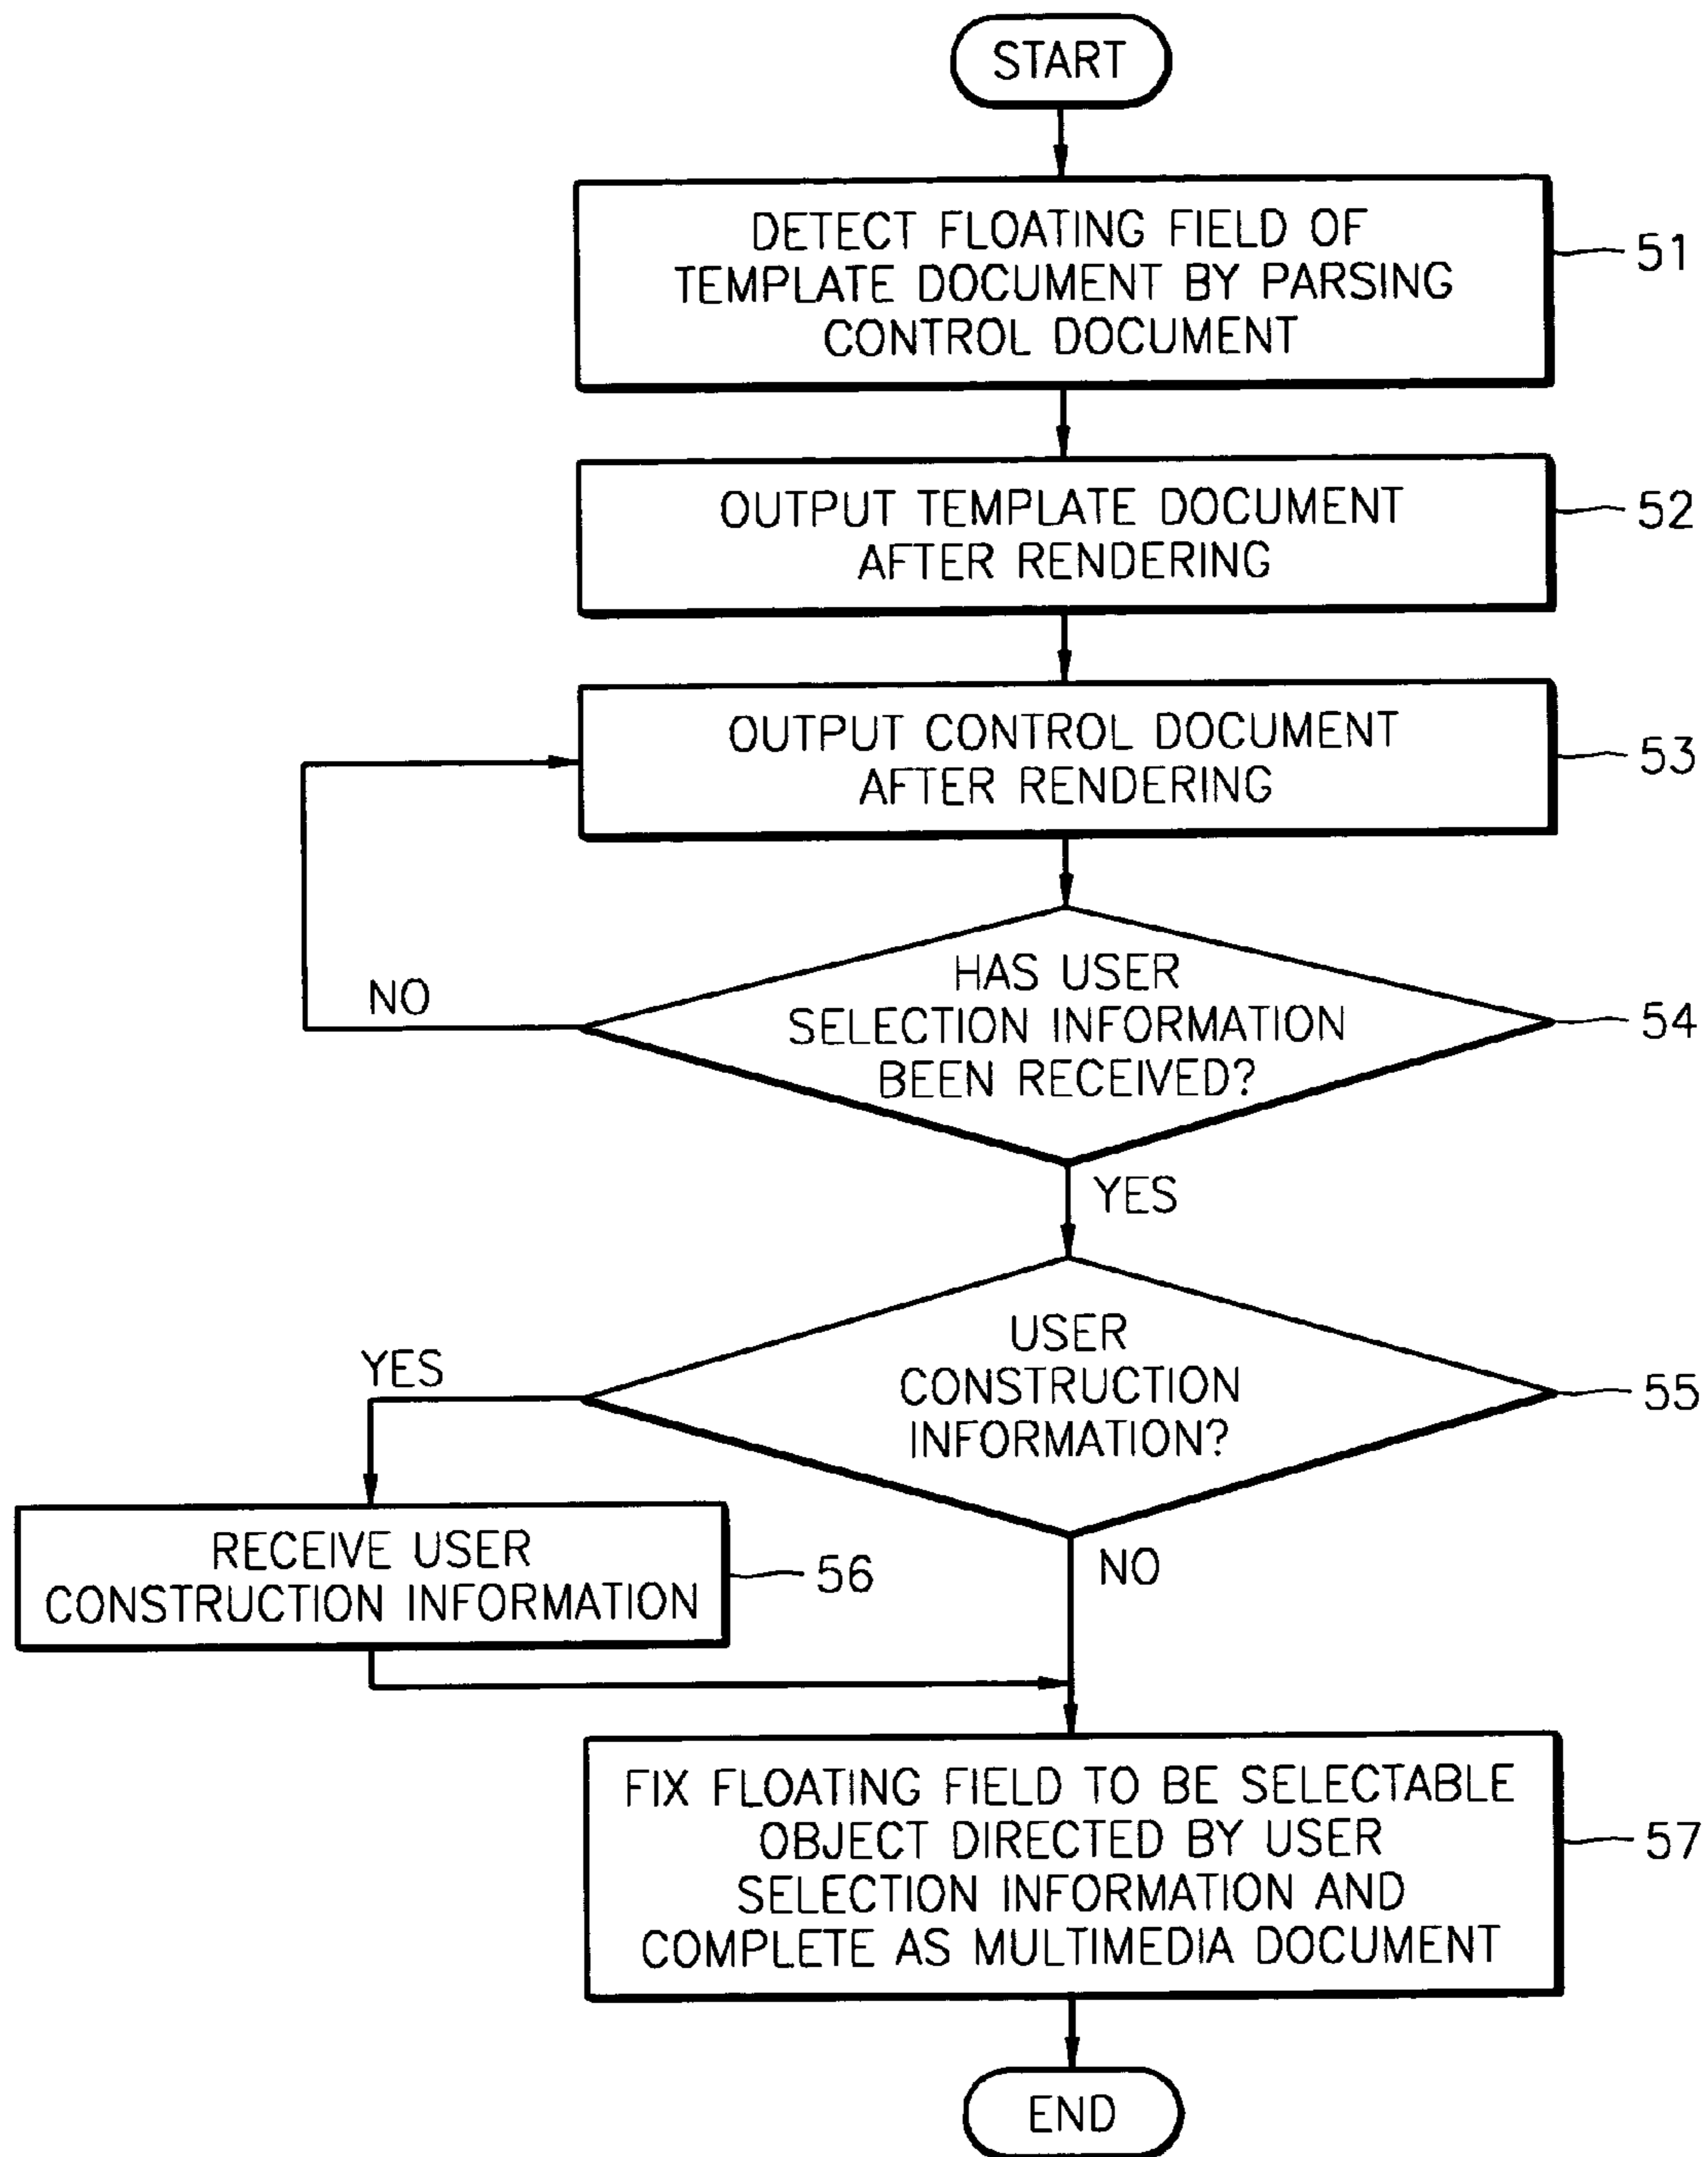 START
DETECT FLOATING FIELD OF
TEMPLATE DOCUMENT BY PARSING
CONTROL DOCUMENT
51
OUTPUT TEMPLATE DOCUMENT
AFTER RENDERING
52
OUTPUT CONTROL DOCUMENT
AFTER RENDERING
53
HAS USER
SELECTION INFORMATION
BEEN RECEIVED?
54
NO
YES
USER
CONSTRUCTION
INFORMATION?
55
YES
NO
RECEIVE USER
CONSTRUCTION INFORMATION
56
FIX FLOATING FIELD TO BE SELECTABLE
OBJECT DIRECTED BY USER
SELECTION INFORMATION AND
COMPLETE AS MULTIMEDIA DOCUMENT
57
END